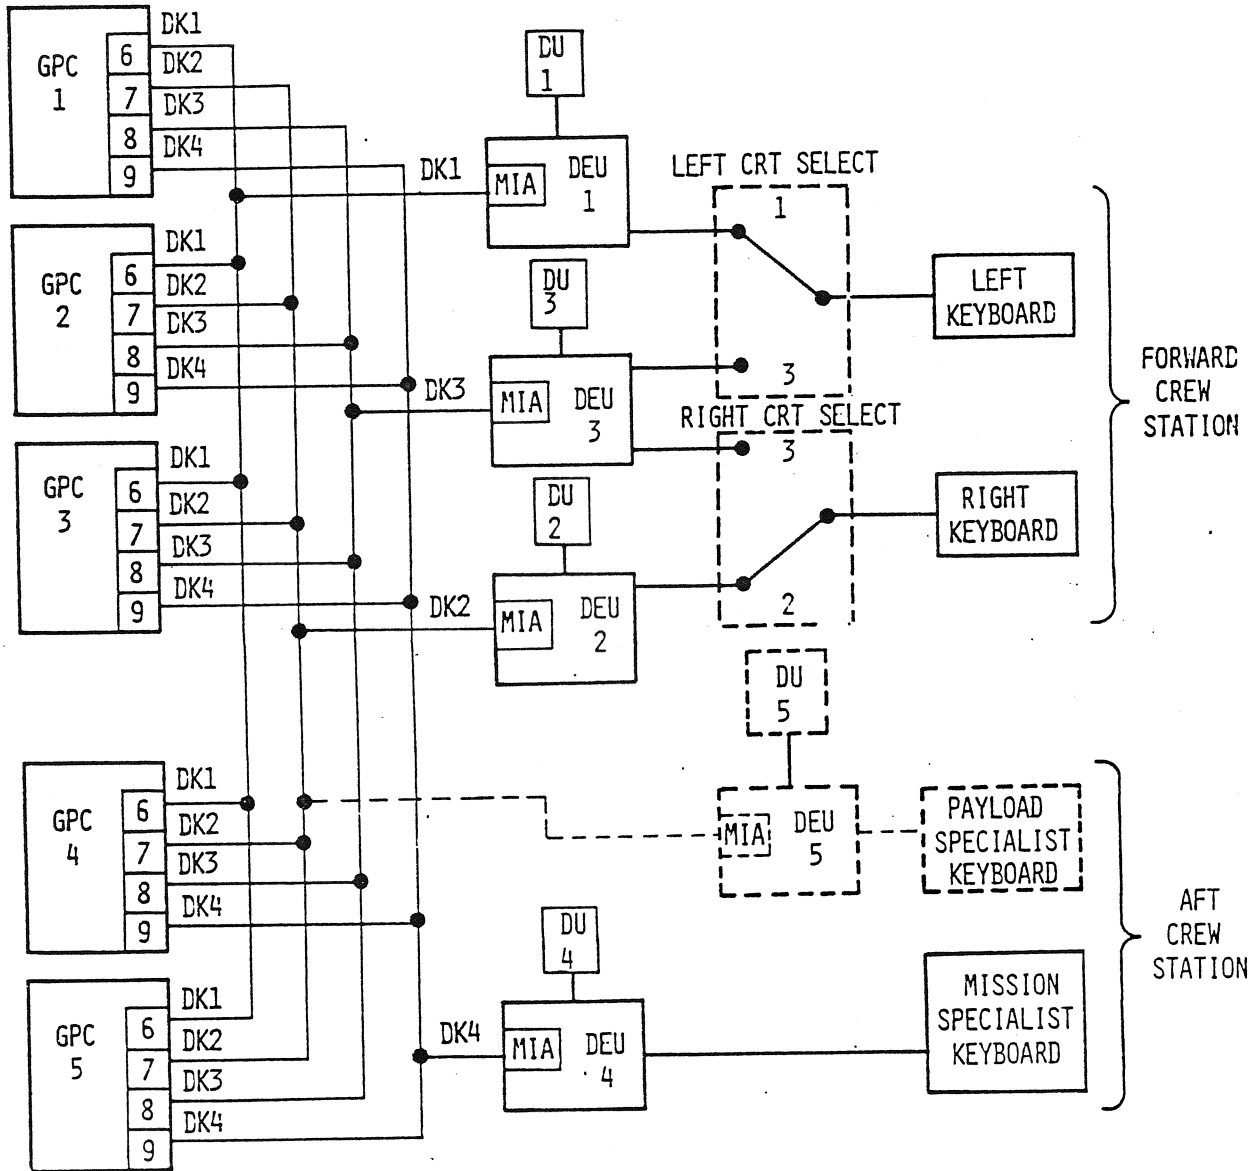 GPC
1
6
7
8
9
DK1
DK2
DK3
DK4
GPC
2
6
7
8
9
DK1
DK2
DK3
DK4
GPC
3
6
7
8
9
DK1
DK2
DK3
DK4
GPC
4
6
7
8
9
DK1
DK2
DK3
DK4
GPC
5
6
7
8
9
DK1
DK2
DK3
DK4
DU
1
DK1
MIA
DEU
1
DU
3
DK3
MIA
DEU
3
DU
2
DK2
MIA
DEU
2
LEFT CRT SELECT
1
3
RIGHT CRT SELECT
3
2
LEFT
KEYBOARD
RIGHT
KEYBOARD
FORWARD
CREW
STATION
DU
5
MIA
DEU
5
PAYLOAD
SPECIALIST
KEYBOARD
DU
4
DK4
MIA
DEU
4
MISSION
SPECIALIST
KEYBOARD
AFT
CREW
STATION